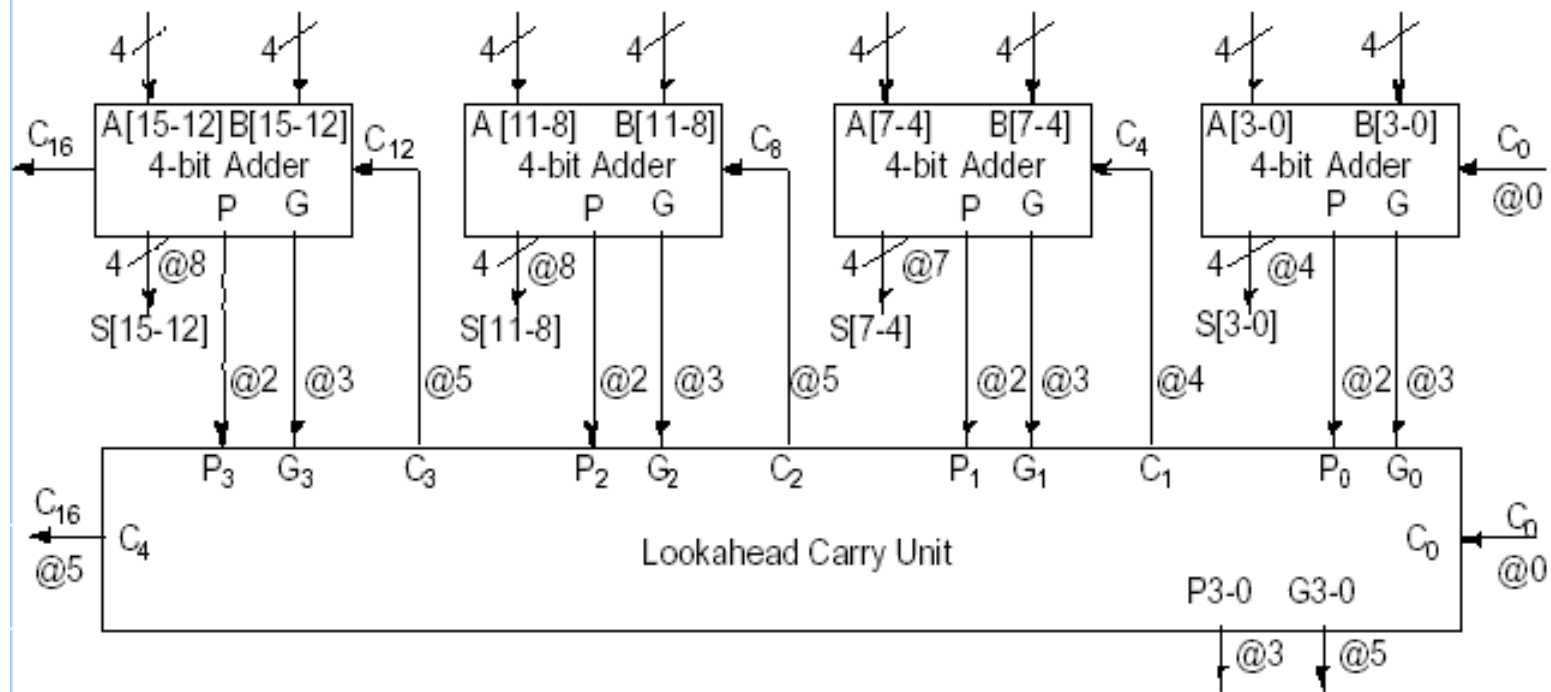 4 4 4 4 4 4 4 4
A[15-12] B[15-12] A [11-8] B[11-8] A[7-4] B[7-4] A[3-0] B[3-0]
C16 C12 C8 C4 C0
4-bit Adder 4-bit Adder 4-bit Adder 4-bit Adder
@0
P G P G P G P G
4 @8 4 @8 4 @7 4 @4
S[15-12] S[11-8] S[7-4] S[3-0]
@2 @3 @5 @2 @3 @5 @2 @3 @4 @2 @3
P3 G3 C3 P2 G2 C2 P1 G1 C1 P0 G0
C16 C0
C4 Lookahead Carry Unit C0
@5 @0
P3-0 G3-0
@3 @5